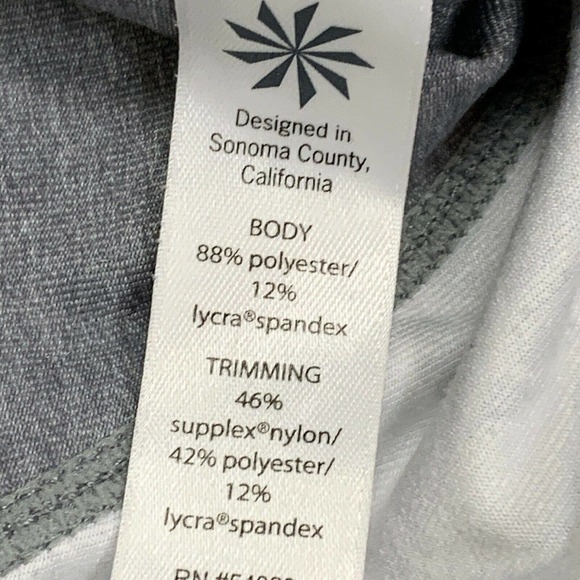 Designed in
Sonoma County,
California
BODY
88% polyester/
12%
lycra®spandex
TRIMMING
46%
supplex®nylon/
42% polyester/
12%
lycra®spandex